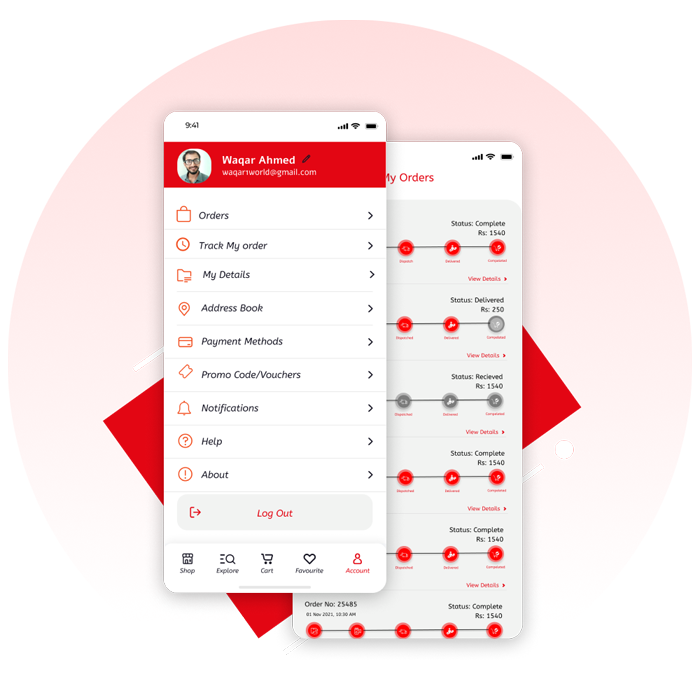 9:41
Waqar Ahmed
waqar1world@gmail.com
Orders
Track My order
My Details
Address Book
Payment Methods
Promo Code/Vouchers
Notifications
Help
About
Log Out
Shop
Explore
Cart
Favourite
Account
My Orders
Status: Complete
Rs: 1540
Dispatch
Delivered
Completed
View Details
Status: Delivered
Rs: 250
Dispatched
Delivered
Completed
View Details
Status: Recieved
Rs: 1540
Dispatched
Delivered
Completed
View Details
Status: Complete
Rs: 1540
Dispatched
Delivered
Completed
View Details
Status: Complete
Rs: 1540
Dispatched
Delivered
Completed
View Details
Order No: 25485
Status: Complete
01 Nov 2021, 10:30 AM
Rs: 1540